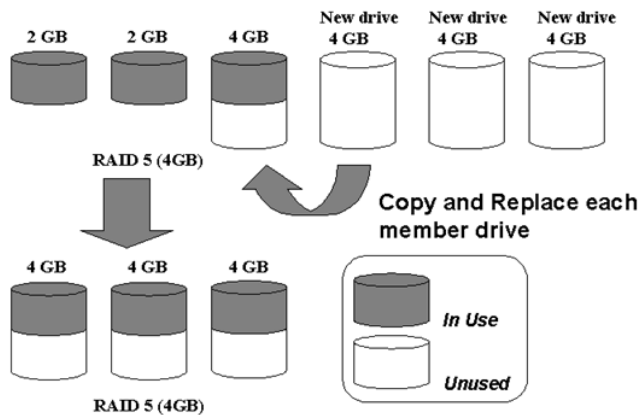 New drive New drive New drive
2 GB 2 GB 4 GB 4 GB 4 GB 4 GB
RAID 5 (4GB)
Copy and Replace each
member drive
4 GB 4 GB 4 GB
In Use
Unused
RAID 5 (4GB)